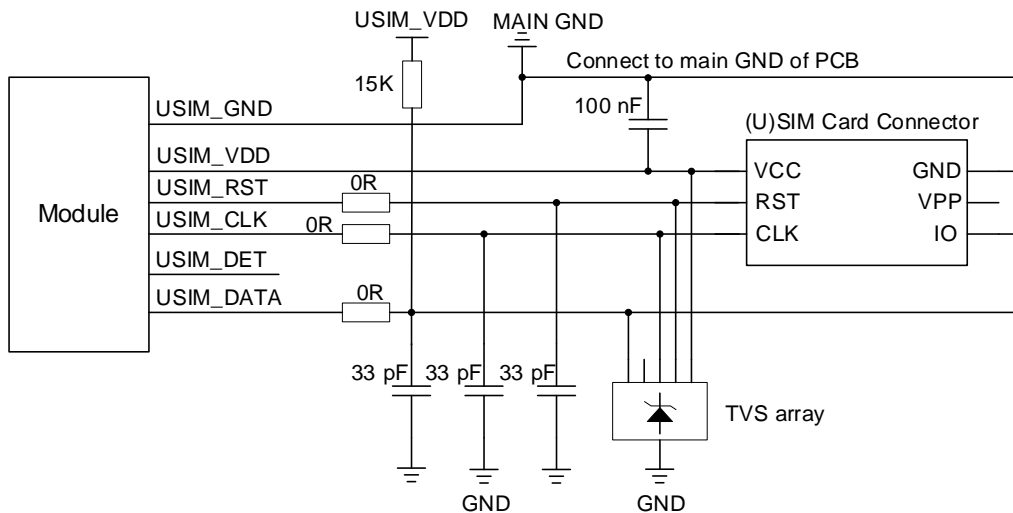 USIM_VDD MAIN GND
Connect to main GND of PCB
15K
100 nF
USIM_GND
(U)SIM Card Connector
USIM_VDD
VCC GND
USIM_RST 0R
RST VPP
Module
USIM_CLK 0R
CLK IO
USIM_DET
USIM_DATA 0R
33 pF 33 pF 33 pF
TVS array
GND GND